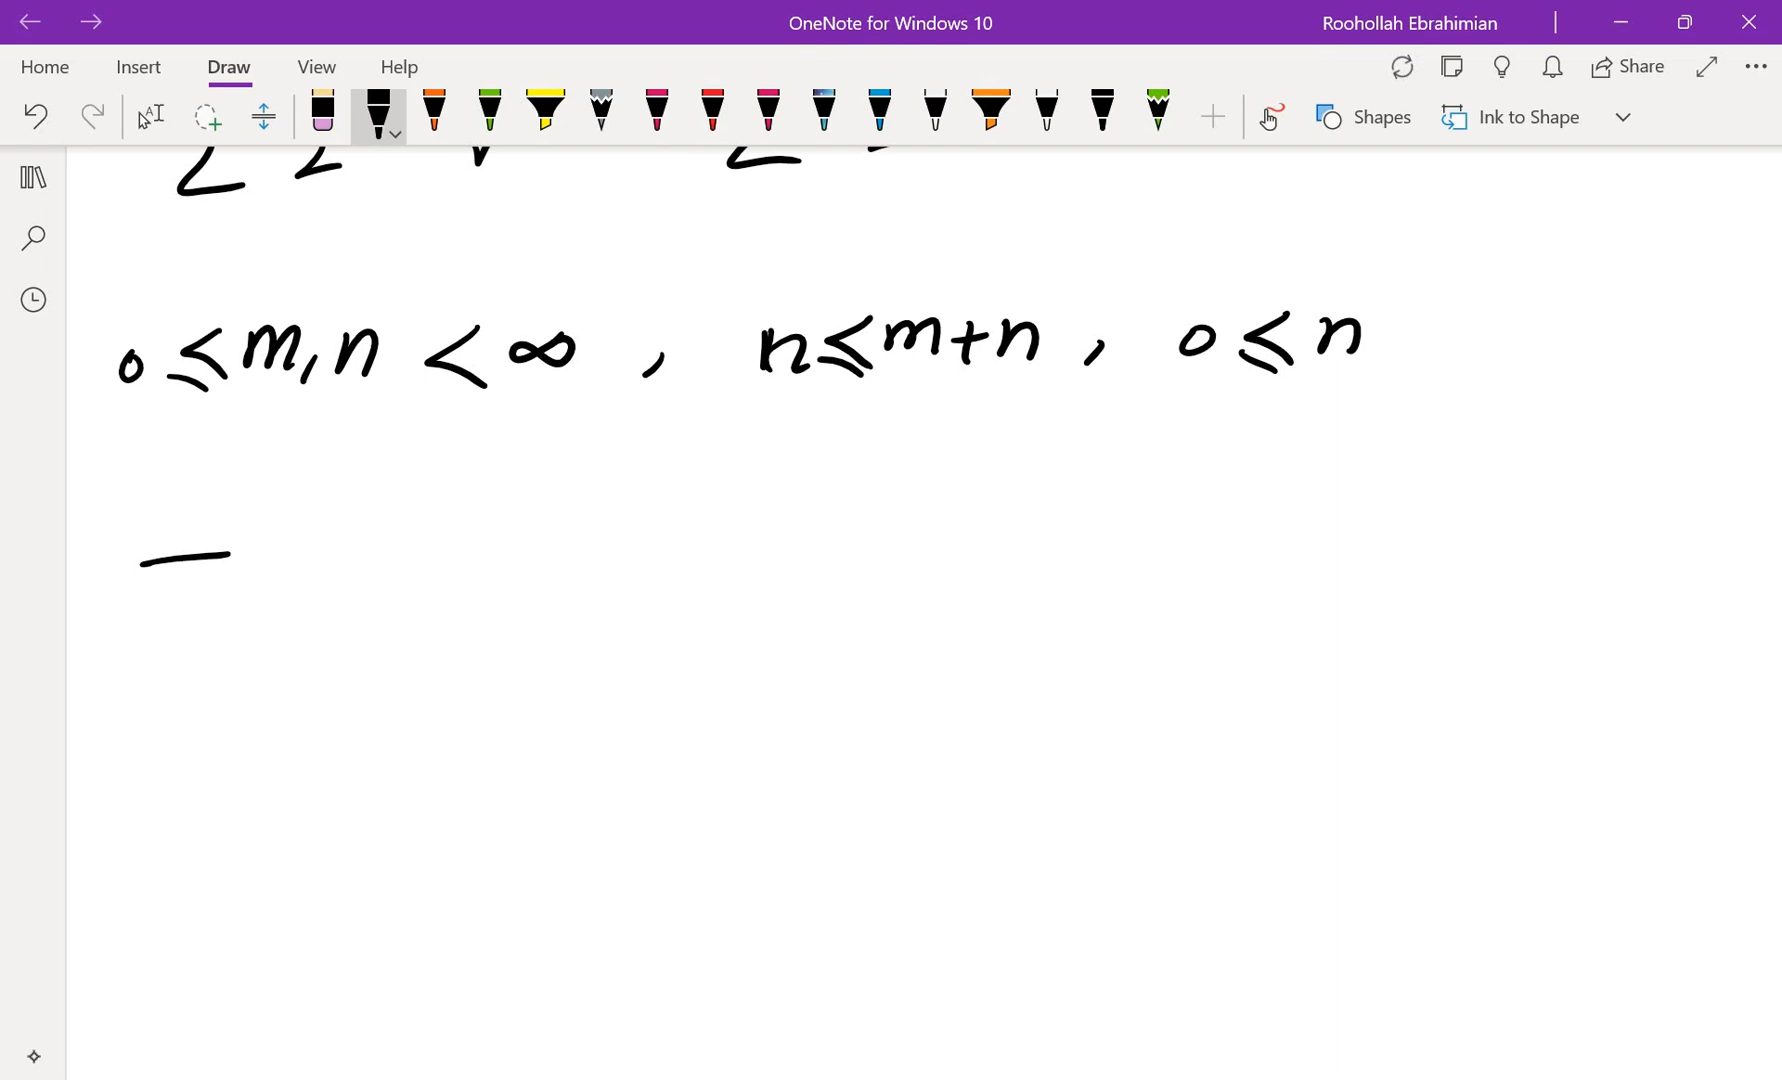 OneNote for Windows 10
Roohollah Ebrahimian
Home Insert Draw View Help
Share
Shapes Ink to Shape
0 ≤ m, n < ∞ , n ≤ m+n , 0 ≤ n